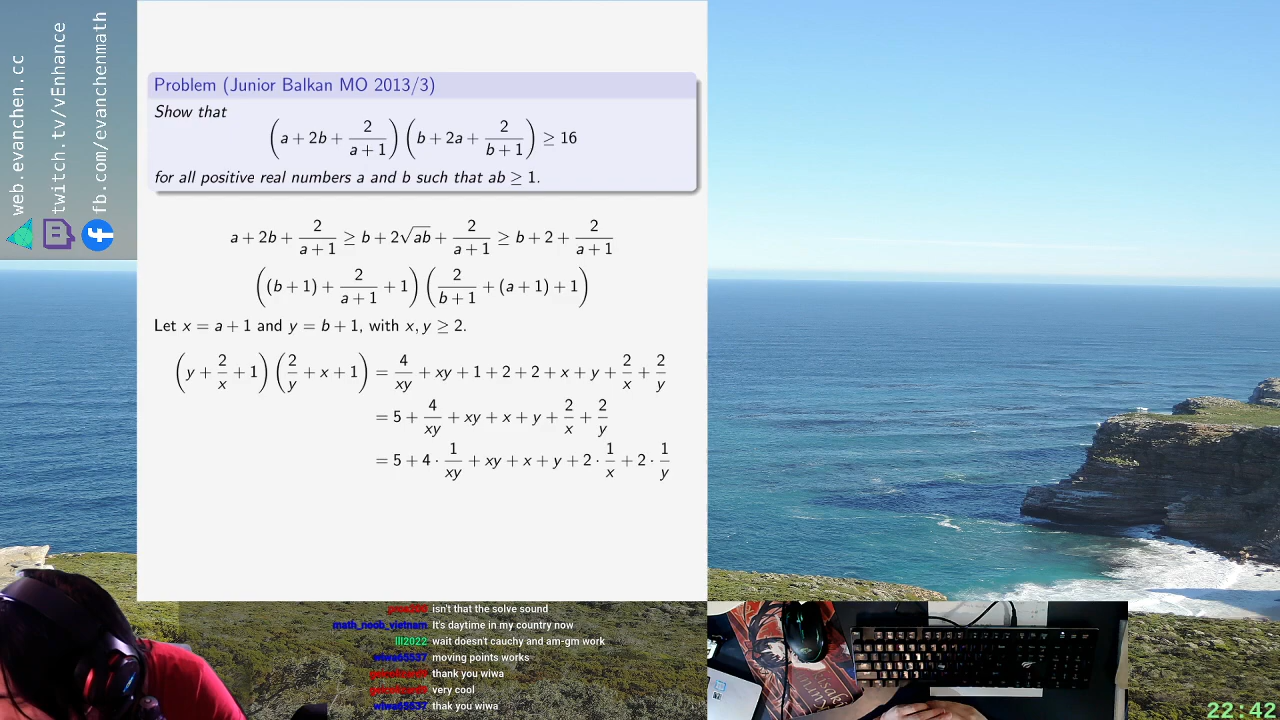 web.evanchen.cc
twitch.tv/vEnhance
fb.com/evanchenmath
Problem (Junior Balkan MO 2013/3)
Show that
(a + 2b + 2/(a + 1)) (b + 2a + 2/(b + 1)) ≥ 16
for all positive real numbers a and b such that ab ≥ 1.
a + 2b + 2/(a + 1) ≥ b + 2√ab + 2/(a + 1) ≥ b + 2 + 2/(a + 1)
((b + 1) + 2/(a + 1) + 1) (2/(b + 1) + (a + 1) + 1)
Let x = a + 1 and y = b + 1, with x, y ≥ 2.
(y + 2/x + 1) (2/y + x + 1) = 4/xy + xy + 1 + 2 + 2 + x + y + 2/x + 2/y
= 5 + 4/xy + xy + x + y + 2/x + 2/y
= 5 + 4 · 1/xy + xy + x + y + 2 · 1/x + 2 · 1/y
isn't that the solve sound
math_noob_vietnam It's daytime in my country now
lll2022 wait doesn't cauchy and am-gm work
wiwa65537 moving points works
thank you wiwa
very cool
wiwa65537 thak you wiwa
22:42